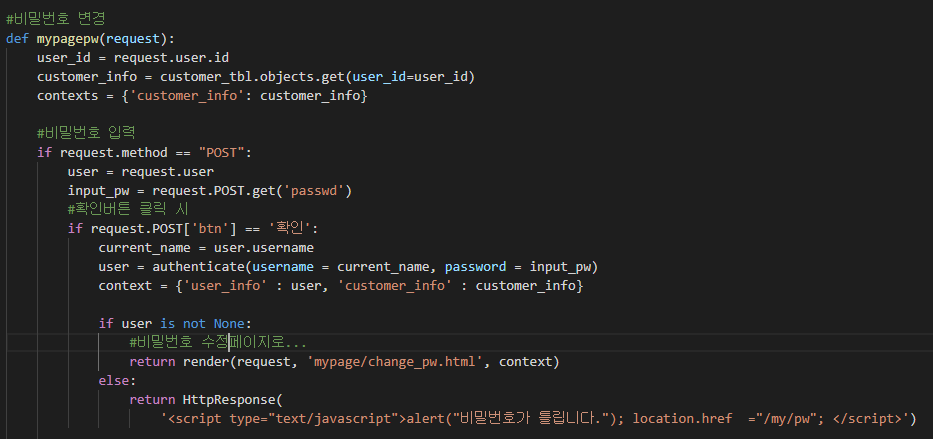 #비밀번호 변경
def mypagepw(request):
    user_id = request.user.id
    customer_info = customer_tbl.objects.get(user_id=user_id)
    contexts = {'customer_info': customer_info}

    #비밀번호 입력
    if request.method == "POST":
        user = request.user
        input_pw = request.POST.get('passwd')
        #확인버튼 클릭 시
        if request.POST['btn'] == '확인':
            current_name = user.username
            user = authenticate(username = current_name, password = input_pw)
            context = {'user_info' : user, 'customer_info' : customer_info}

            if user is not None:
                #비밀번호 수정페이지로...
                return render(request, 'mypage/change_pw.html', context)
            else:
                return HttpResponse(
                    '<script type="text/javascript">alert("비밀번호가 틀립니다."); location.href  ="/my/pw"; </script>')